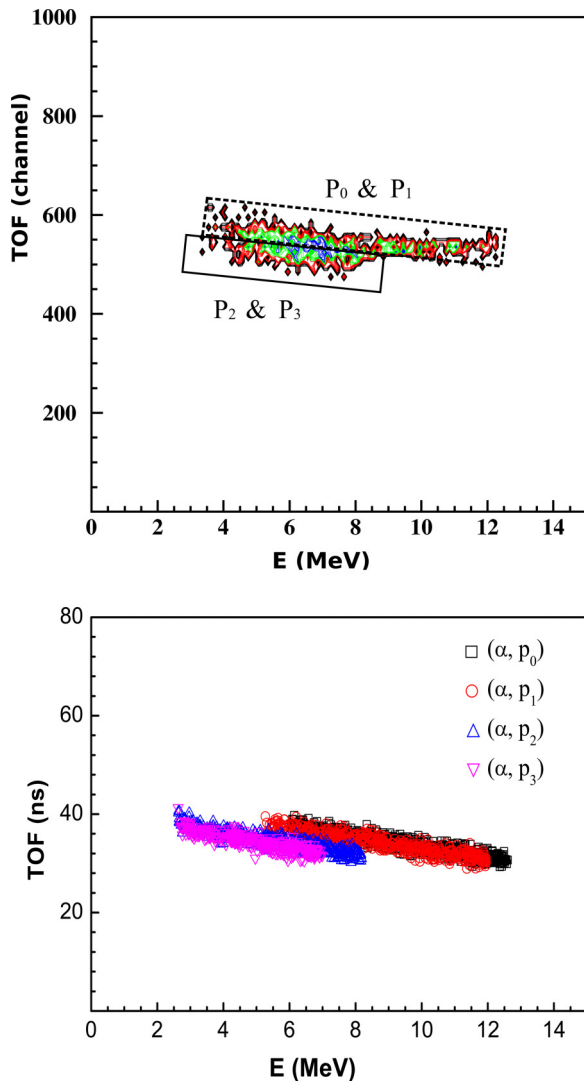 1000
800
600
400
200
0
TOF (channel)
P₀ & P₁
P₂ & P₃
0 2 4 6 8 10 12 14
E (MeV)
80
60
40
20
TOF (ns)
(α, p₀)
(α, p₁)
(α, p₂)
(α, p₃)
0 2 4 6 8 10 12 14
E (MeV)